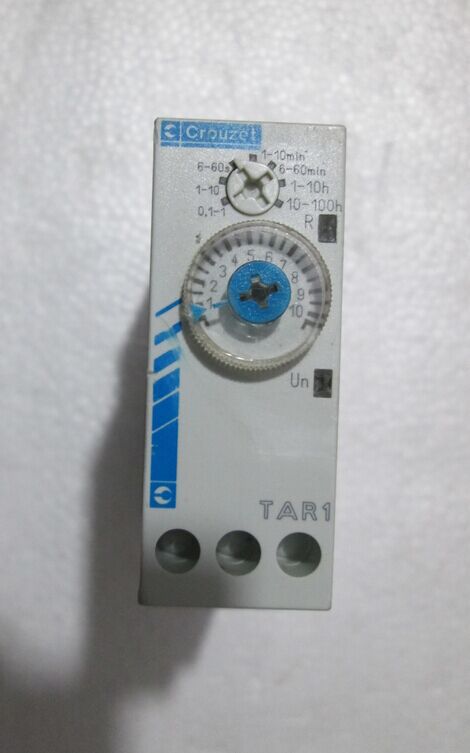 Crouzet
1-10min
6-60s 6-60min
1-10 1-10h
0,1-1 10-100h
R
1 2 3 4 5 6 7 8 9 10
Un
TAR1